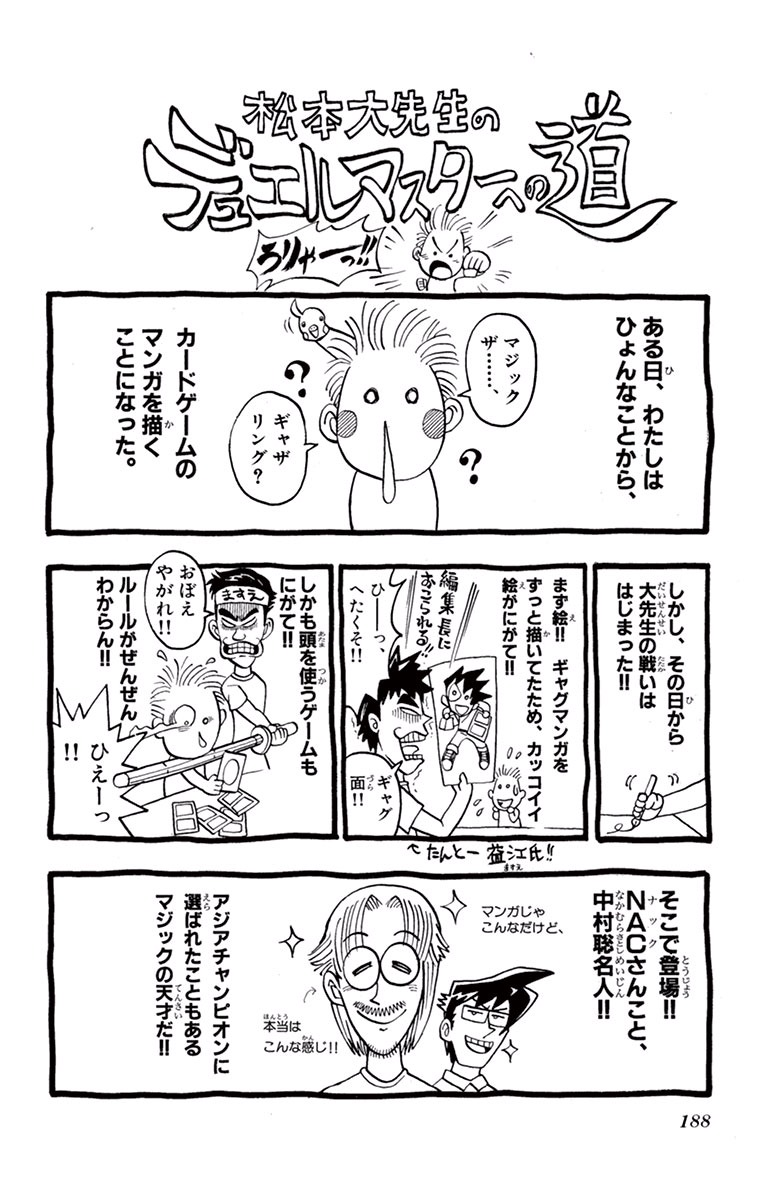 松本大先生の
デュエルマスターへの道
うりゃーっ!!
ある日、わたしは
ひょんなことから、
マジック
ザ………、
ギャザ
リング？
カードゲームの
マンガを描く
ことになった。
しかし、その日から
大先生の戦いは
はじまった!!
まず絵!! ギャグマンガを
ずっと描いてたため、カッコイイ
絵がにがて!!
編集長に
おこられる!!
ひーーっ、
へたくそ!!
ギャグ
面!!
←たんとー 益江氏!!
しかも頭を使うゲームも
にがて!!
ルールがぜんぜん
わからん!!
ますえ
おぼえ
やがれ!!
ひえーっ
!!
そこで登場!!
NACさんこと、
中村聡名人!!
マンガじゃ
こんなだけど、
本当は
こんな感じ!!
アジアチャンピオンに
選ばれたこともある
マジックの天才だ!!
188